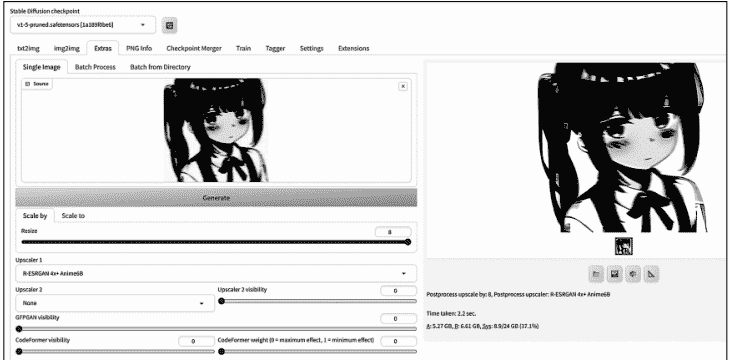 Stable Diffusion checkpoint
v1-5-pruned.safetensors [1a189f0be6]
txt2img img2img Extras PNG Info Checkpoint Merger Train Tagger Settings Extensions
Single Image Batch Process Batch from Directory
Source
Generate
Scale by Scale to
Resize 8
Upscaler 1
R-ESRGAN 4x+ Anime6B
Upscaler 2 Upscaler 2 visibility 0
None
GFPGAN visibility 0
CodeFormer visibility 0 CodeFormer weight (0 = maximum effect, 1 = minimum effect) 0
Postprocess upscale by: 8, Postprocess upscaler: R-ESRGAN 4x+ Anime6B
Time taken: 2.2 sec.
A: 5.27 GB, R: 6.61 GB, Sys: 8.9/24 GB (37.1%)